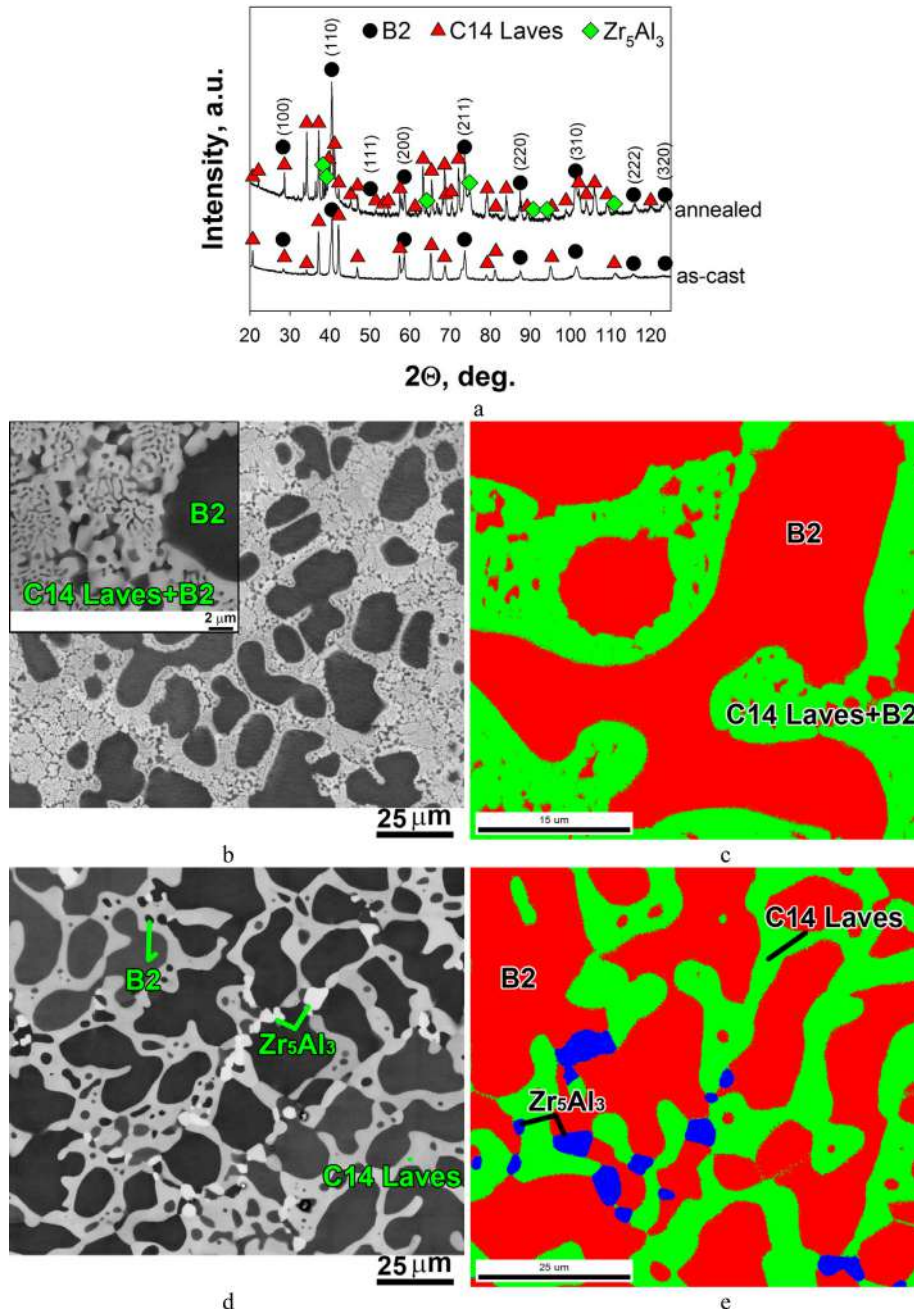 B2 C14 Laves Zr₅Al₃
(100) (110) (111) (200) (211) (220) (310) (222) (320)
Intensity, a.u.
annealed
as-cast
20 30 40 50 60 70 80 90 100 110 120
2Θ, deg.
a
B2
C14 Laves+B2
2 μm
25 μm
b
B2
C14 Laves+B2
15 um
c
B2
Zr₅Al₃
C14 Laves
25 μm
d
C14 Laves
B2
Zr₅Al₃
25 um
e